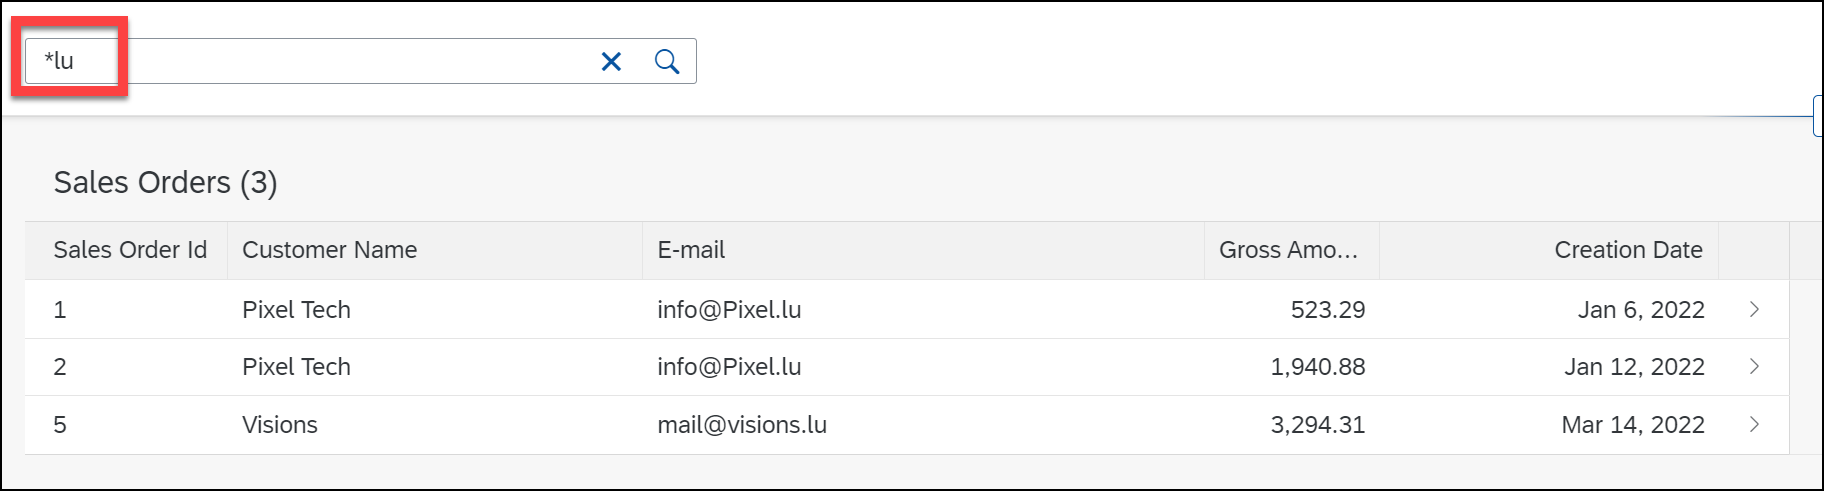 *lu
Sales Orders (3)
Sales Order Id Customer Name E-mail Gross Amo... Creation Date
1 Pixel Tech info@Pixel.lu 523.29 Jan 6, 2022
2 Pixel Tech info@Pixel.lu 1,940.88 Jan 12, 2022
5 Visions mail@visions.lu 3,294.31 Mar 14, 2022